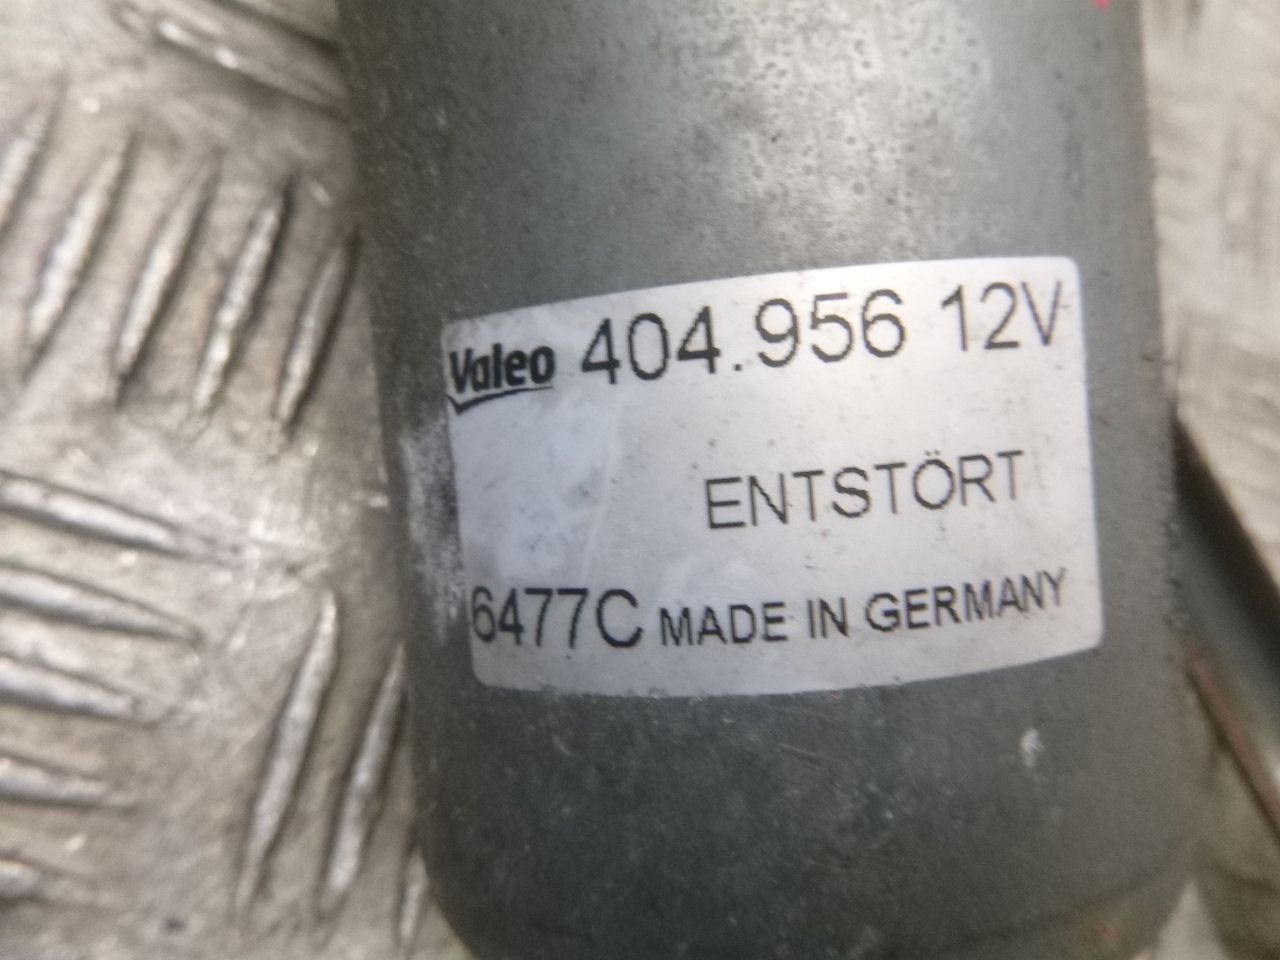 Valeo 404.956 12V
ENTSTÖRT
6477C MADE IN GERMANY